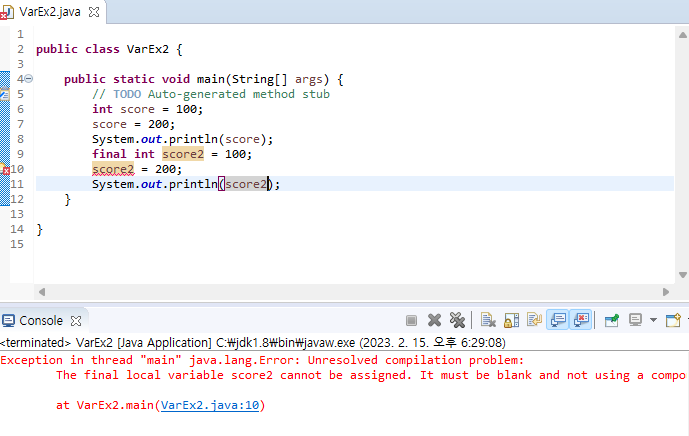 VarEx2.java
1
2 public class VarEx2 {
3
4 public static void main(String[] args) {
5 // TODO Auto-generated method stub
6 int score = 100;
7 score = 200;
8 System.out.println(score);
9 final int score2 = 100;
10 score2 = 200;
11 System.out.println(score2);
12 }
13
14 }
15
Console
<terminated> VarEx2 [Java Application] C:₩jdk1.8₩bin₩javaw.exe (2023. 2. 15. 오후 6:29:08)
Exception in thread "main" java.lang.Error: Unresolved compilation problem:
The final local variable score2 cannot be assigned. It must be blank and not using a compo
at VarEx2.main(VarEx2.java:10)